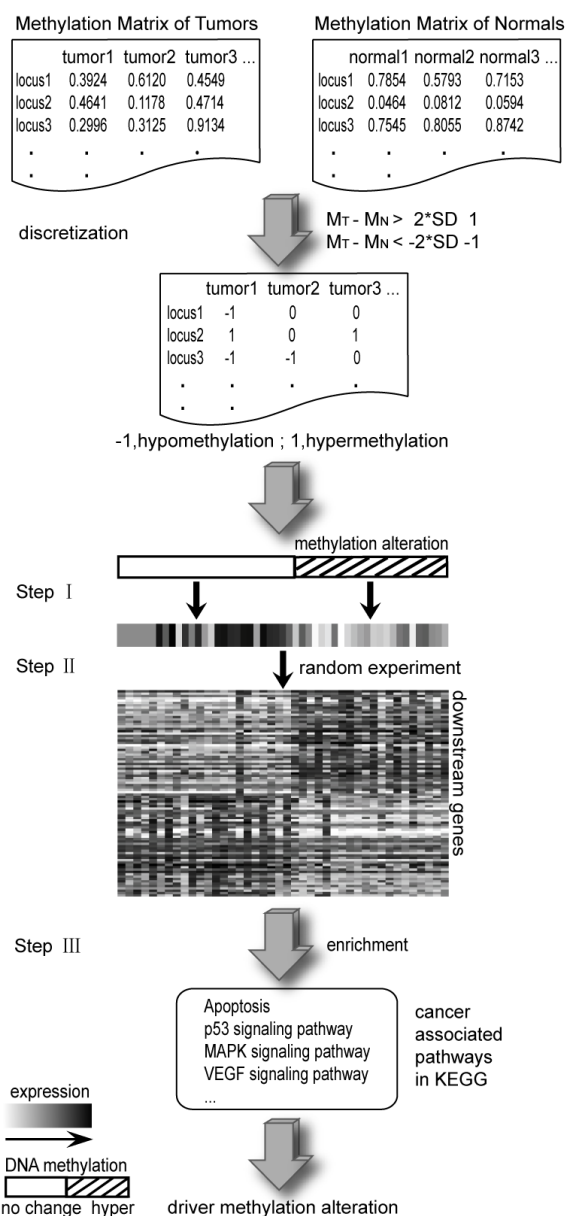 Methylation Matrix of Tumors
tumor1 tumor2 tumor3 ...
locus1 0.3924 0.6120 0.4549
locus2 0.4641 0.1178 0.4714
locus3 0.2996 0.3125 0.9134
. . . .
. .
Methylation Matrix of Normals
normal1 normal2 normal3 ...
locus1 0.7854 0.5793 0.7153
locus2 0.0464 0.0812 0.0594
locus3 0.7545 0.8055 0.8742
. . . .
. .
discretization
MT - MN > 2*SD 1
MT - MN < -2*SD -1
tumor1 tumor2 tumor3 ...
locus1 -1 0 0
locus2 1 0 1
locus3 -1 -1 0
. . . .
. .
-1,hypomethylation ; 1,hypermethylation
methylation alteration
Step Ⅰ
Step Ⅱ
random experiment
downstream genes
Step Ⅲ
enrichment
Apoptosis
p53 signaling pathway
MAPK signaling pathway
VEGF signaling pathway
...
cancer
associated
pathways
in KEGG
expression
DNA methylation
no change hyper
driver methylation alteration